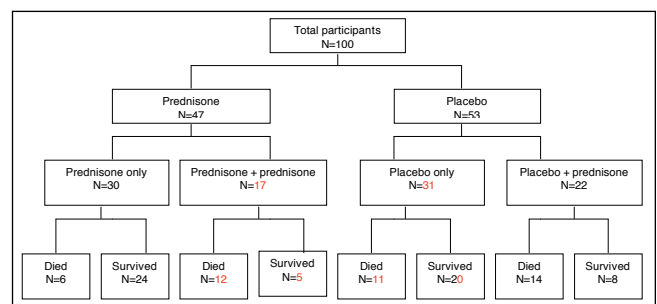 Total participants
N=100
Prednisone
N=47
Placebo
N=53
Prednisone only
N=30
Prednisone + prednisone
N=17
Placebo only
N=31
Placebo + prednisone
N=22
Died
N=6
Survived
N=24
Died
N=12
Survived
N=5
Died
N=11
Survived
N=20
Died
N=14
Survived
N=8